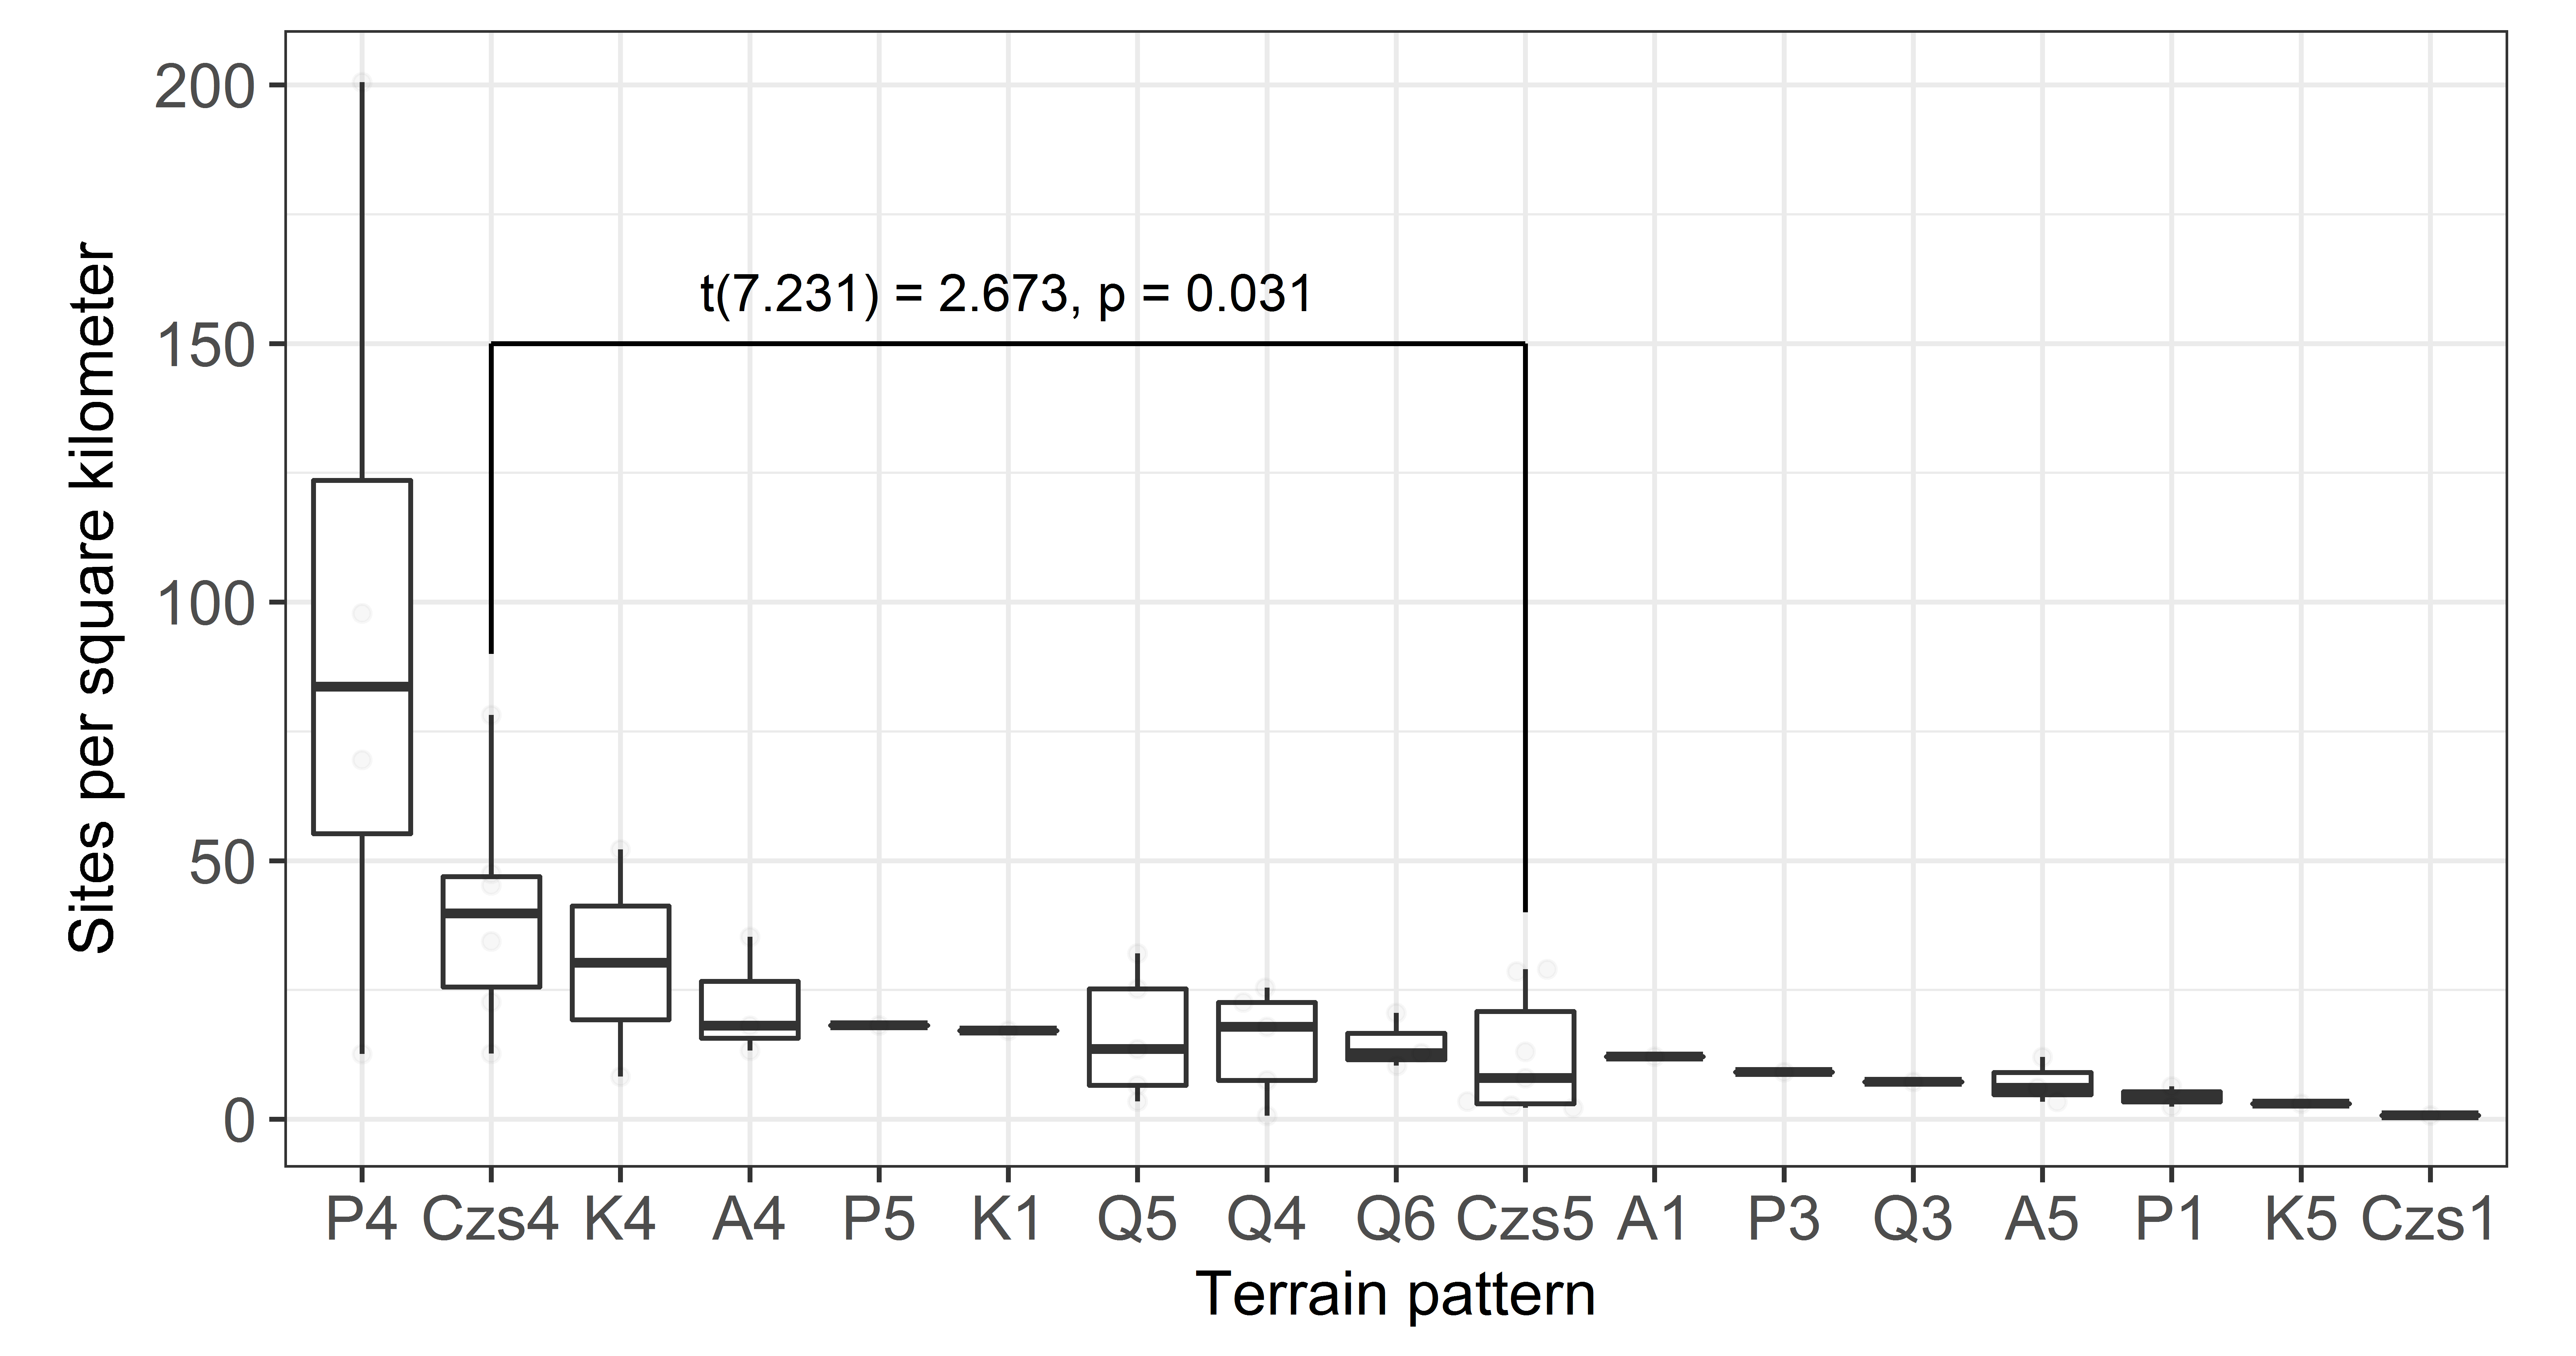 Sites per square kilometer
200
150
100
50
0
t(7.231) = 2.673, p = 0.031
P4 Czs4 K4 A4 P5 K1 Q5 Q4 Q6 Czs5 A1 P3 Q3 A5 P1 K5 Czs1
Terrain pattern